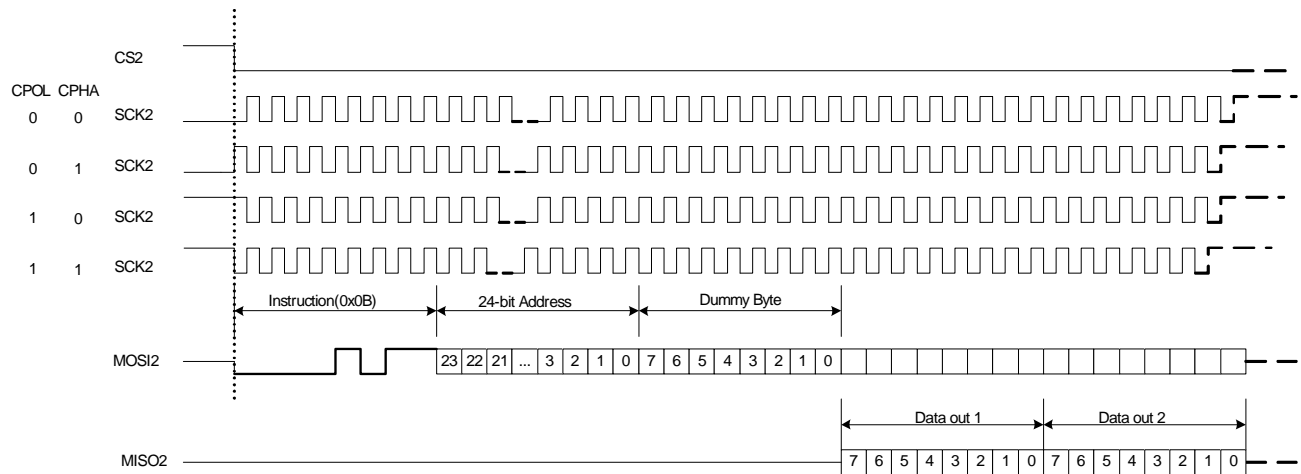 CS2
CPOL CPHA
0 0 SCK2
0 1 SCK2
1 0 SCK2
1 1 SCK2
Instruction(0x0B) 24-bit Address Dummy Byte
MOSI2 23 22 21 ... 3 2 1 0 7 6 5 4 3 2 1 0
Data out 1 Data out 2
MISO2 7 6 5 4 3 2 1 0 7 6 5 4 3 2 1 0